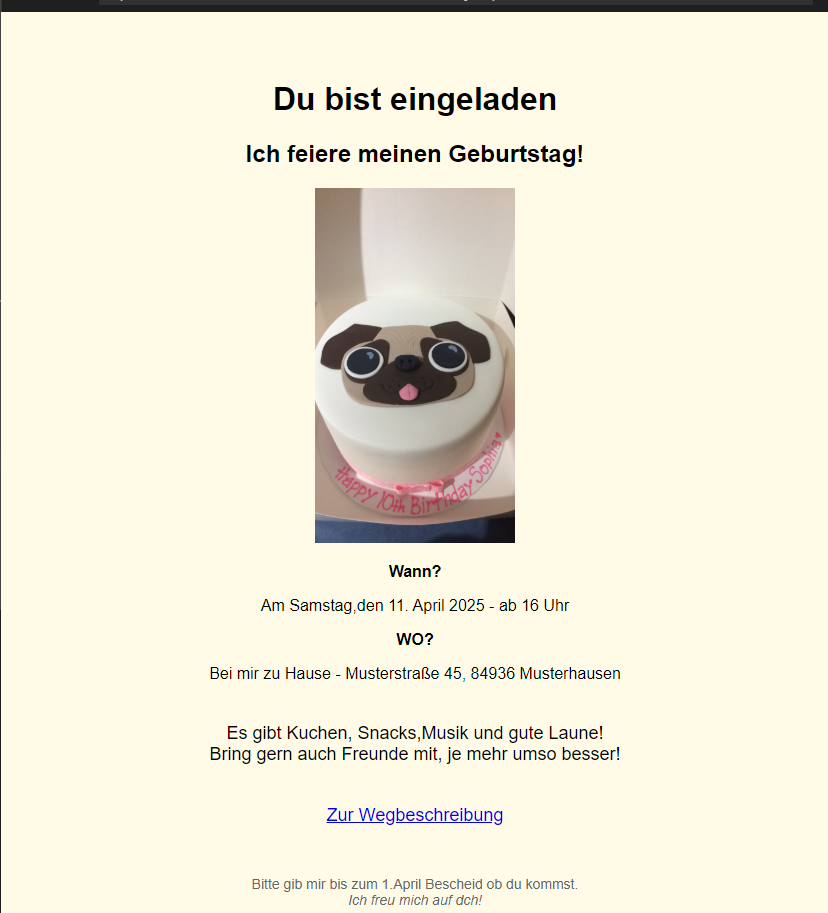 Du bist eingeladen
Ich feiere meinen Geburtstag!
Happy 10th Birthday Sophia
Wann?
Am Samstag,den 11. April 2025 - ab 16 Uhr
WO?
Bei mir zu Hause - Musterstraße 45, 84936 Musterhausen
Es gibt Kuchen, Snacks,Musik und gute Laune!
Bring gern auch Freunde mit, je mehr umso besser!
Zur Wegbeschreibung
Bitte gib mir bis zum 1.April Bescheid ob du kommst.
Ich freu mich auf dch!